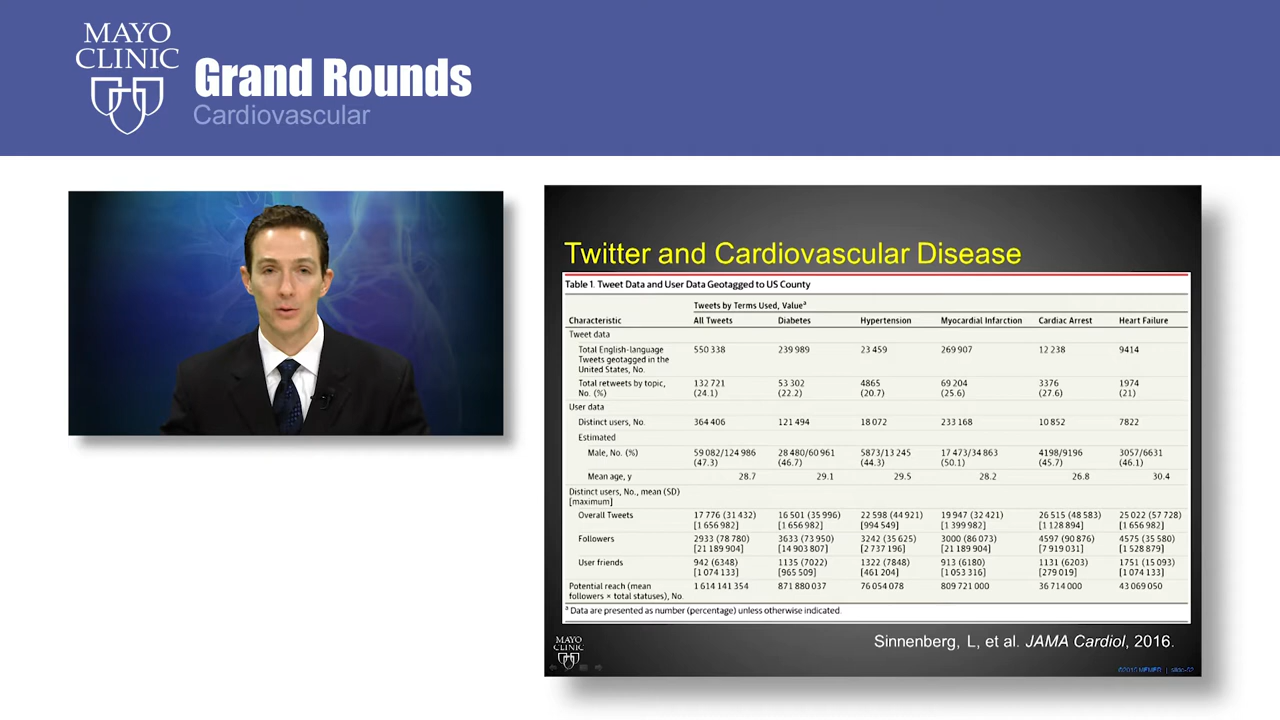 MAYO
CLINIC
Grand Rounds
Cardiovascular
Twitter and Cardiovascular Disease
Table 1. Tweet Data and User Data Geotagged to US County
Tweets by Terms Used, Valueᵃ
Characteristic All Tweets Diabetes Hypertension Myocardial Infarction Cardiac Arrest Heart Failure
Tweet data
Total English-language 550 338 239 989 23 459 269 907 12 238 9414
Tweets geotagged in the
United States, No.
Total retweets by topic, 132 721 53 302 4865 69 204 3376 1974
No. (%) (24.1) (22.2) (20.7) (25.6) (27.6) (21)
User data
Distinct users, No. 364 406 121 494 18 072 233 168 10 852 7822
Estimated
Male, No. (%) 59 082/124 986 28 480/60 961 5873/13 245 17 473/34 863 4198/9196 3057/6631
(47.3) (46.7) (44.3) (50.1) (45.7) (46.1)
Mean age, y 28.7 29.1 29.5 28.2 26.8 30.4
Distinct users, No., mean (SD)
[maximum]
Overall Tweets 17 776 (31 432) 16 501 (35 996) 22 598 (44 921) 19 947 (32 421) 26 515 (48 583) 25 022 (57 728)
[1 656 982] [1 656 982] [994 549] [1 399 982] [1 128 894] [1 656 982]
Followers 2933 (78 780) 3633 (73 950) 3242 (35 625) 3000 (86 073) 4597 (90 876) 4575 (35 580)
[21 189 904] [14 903 807] [2 737 196] [21 189 904] [7 919 031] [1 528 879]
User friends 942 (6348) 1135 (7022) 1322 (7848) 913 (6180) 1131 (6203) 1751 (15 093)
[1 074 133] [965 509] [461 204] [1 053 316] [279 019] [1 074 133]
Potential reach (mean 1 614 141 354 871 880 037 76 054 078 809 721 000 36 714 000 43 069 050
followers × total statuses), No.
ᵃ Data are presented as number (percentage) unless otherwise indicated.
Sinnenberg, L, et al. JAMA Cardiol, 2016.
MAYO
CLINIC
©2015 MFMER | slide-52